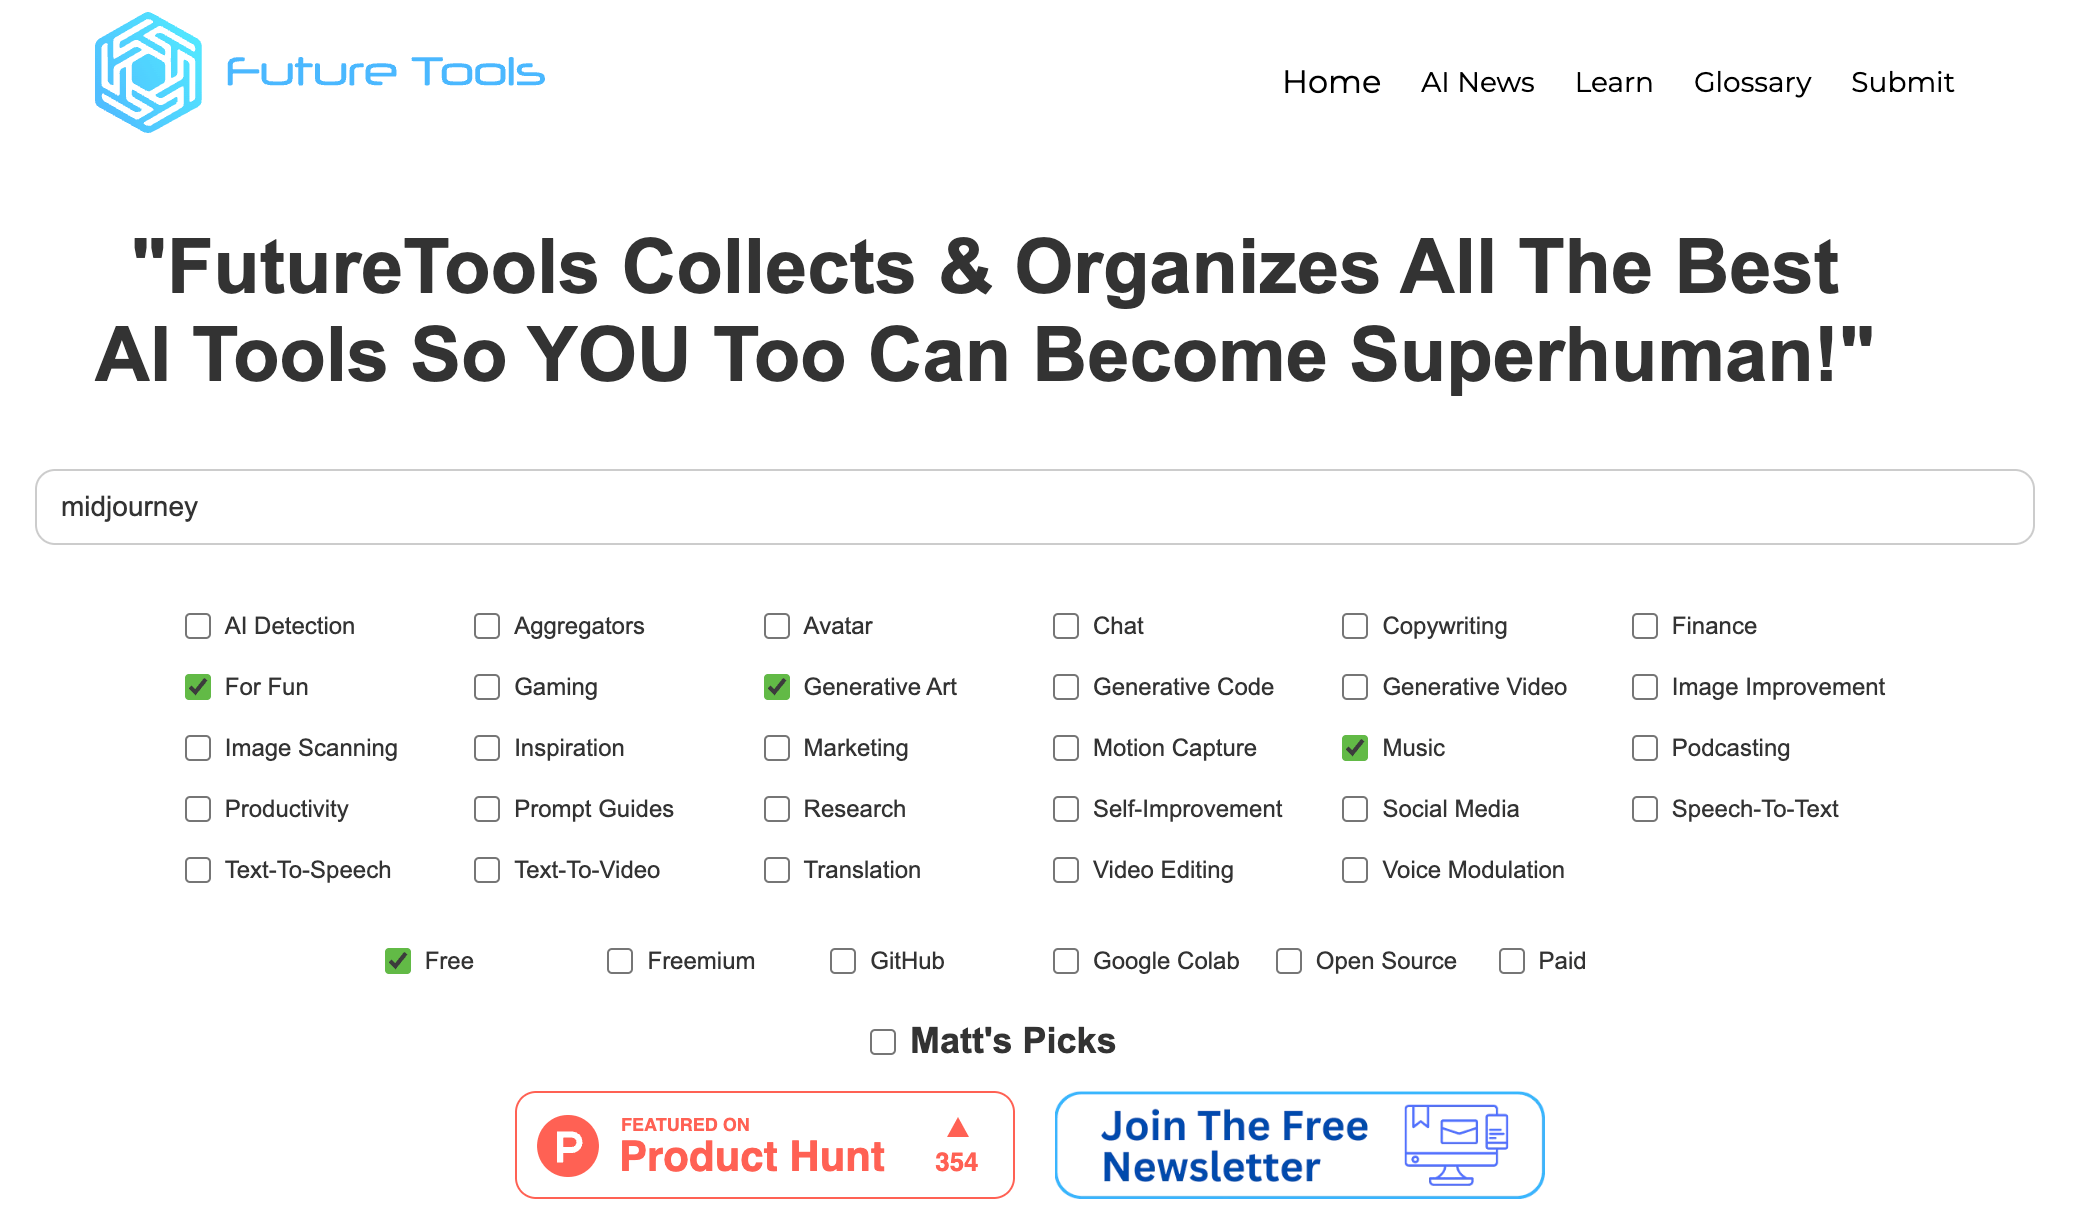 Future Tools
Home AI News Learn Glossary Submit
"FutureTools Collects & Organizes All The Best
AI Tools So YOU Too Can Become Superhuman!"
midjourney
AI Detection Aggregators Avatar Chat Copywriting Finance
For Fun Gaming Generative Art Generative Code Generative Video Image Improvement
Image Scanning Inspiration Marketing Motion Capture Music Podcasting
Productivity Prompt Guides Research Self-Improvement Social Media Speech-To-Text
Text-To-Speech Text-To-Video Translation Video Editing Voice Modulation
Free Freemium GitHub Google Colab Open Source Paid
Matt's Picks
P
FEATURED ON
Product Hunt
354
Join The Free
Newsletter